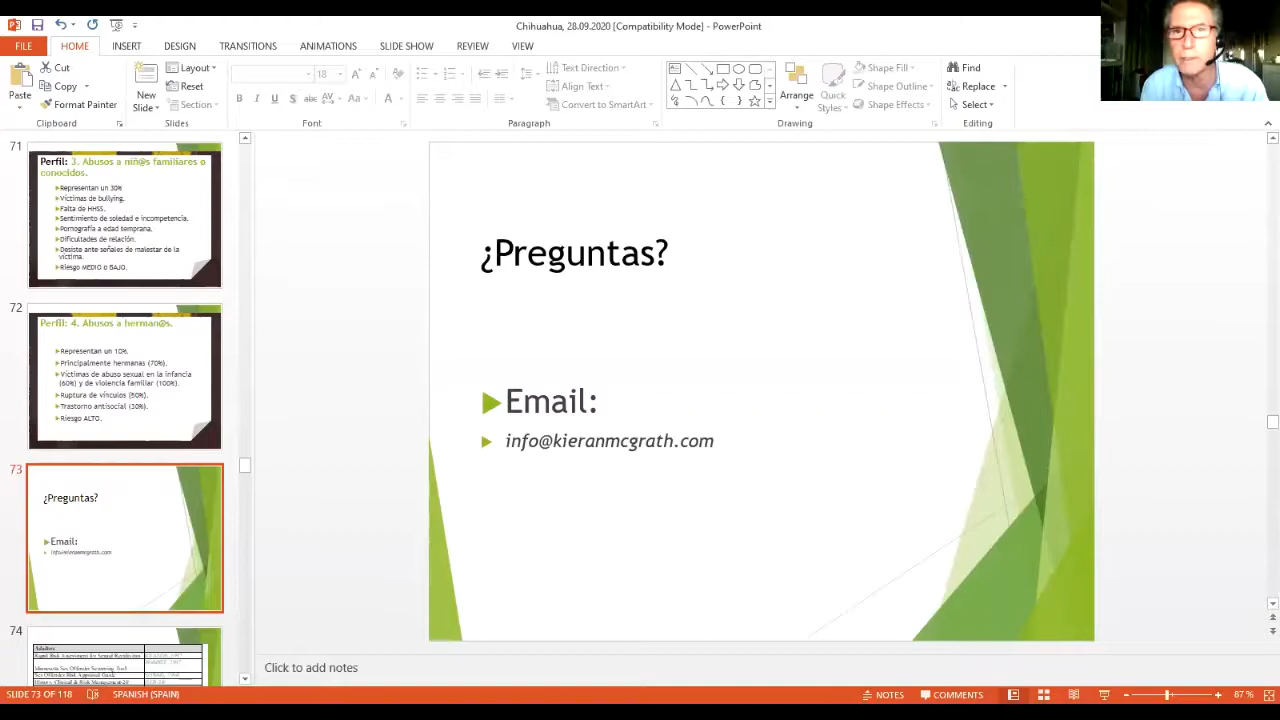 Chihuahua, 28.09.2020 [Compatibility Mode] - PowerPoint
FILE HOME INSERT DESIGN TRANSITIONS ANIMATIONS SLIDE SHOW REVIEW VIEW
Paste
Cut
Copy
Format Painter
Clipboard
New
Slide
Layout
Reset
Section
Slides
18
Font
Text Direction
Align Text
Convert to SmartArt
Paragraph
Arrange
Quick
Styles
Shape Fill
Shape Outline
Shape Effects
Drawing
Find
Replace
Select
Editing
71
Perfil: 3. Abusos a niñ@s familiares o
conocidos.
Representan un 30%
Víctimas de bullying.
Falta de HHSS.
Sentimiento de soledad e incompetencia.
Pornografía a edad temprana.
Dificultades de relación.
Desiste ante señales de malestar de la
víctima.
Riesgo MEDIO o BAJO.
72
Perfil: 4. Abusos a herman@s.
Representan un 10%.
Principalmente hermanas (70%).
Víctimas de abuso sexual en la infancia
(60%) y de violencia familiar (100%).
Ruptura de vínculos (50%).
Trastorno antisocial (30%).
Riesgo ALTO.
73
¿Preguntas?
Email:
info@kieranmcgrath.com
74
¿Preguntas?
Email:
info@kieranmcgrath.com
Click to add notes
SLIDE 73 OF 118 SPANISH (SPAIN) NOTES COMMENTS 87 %